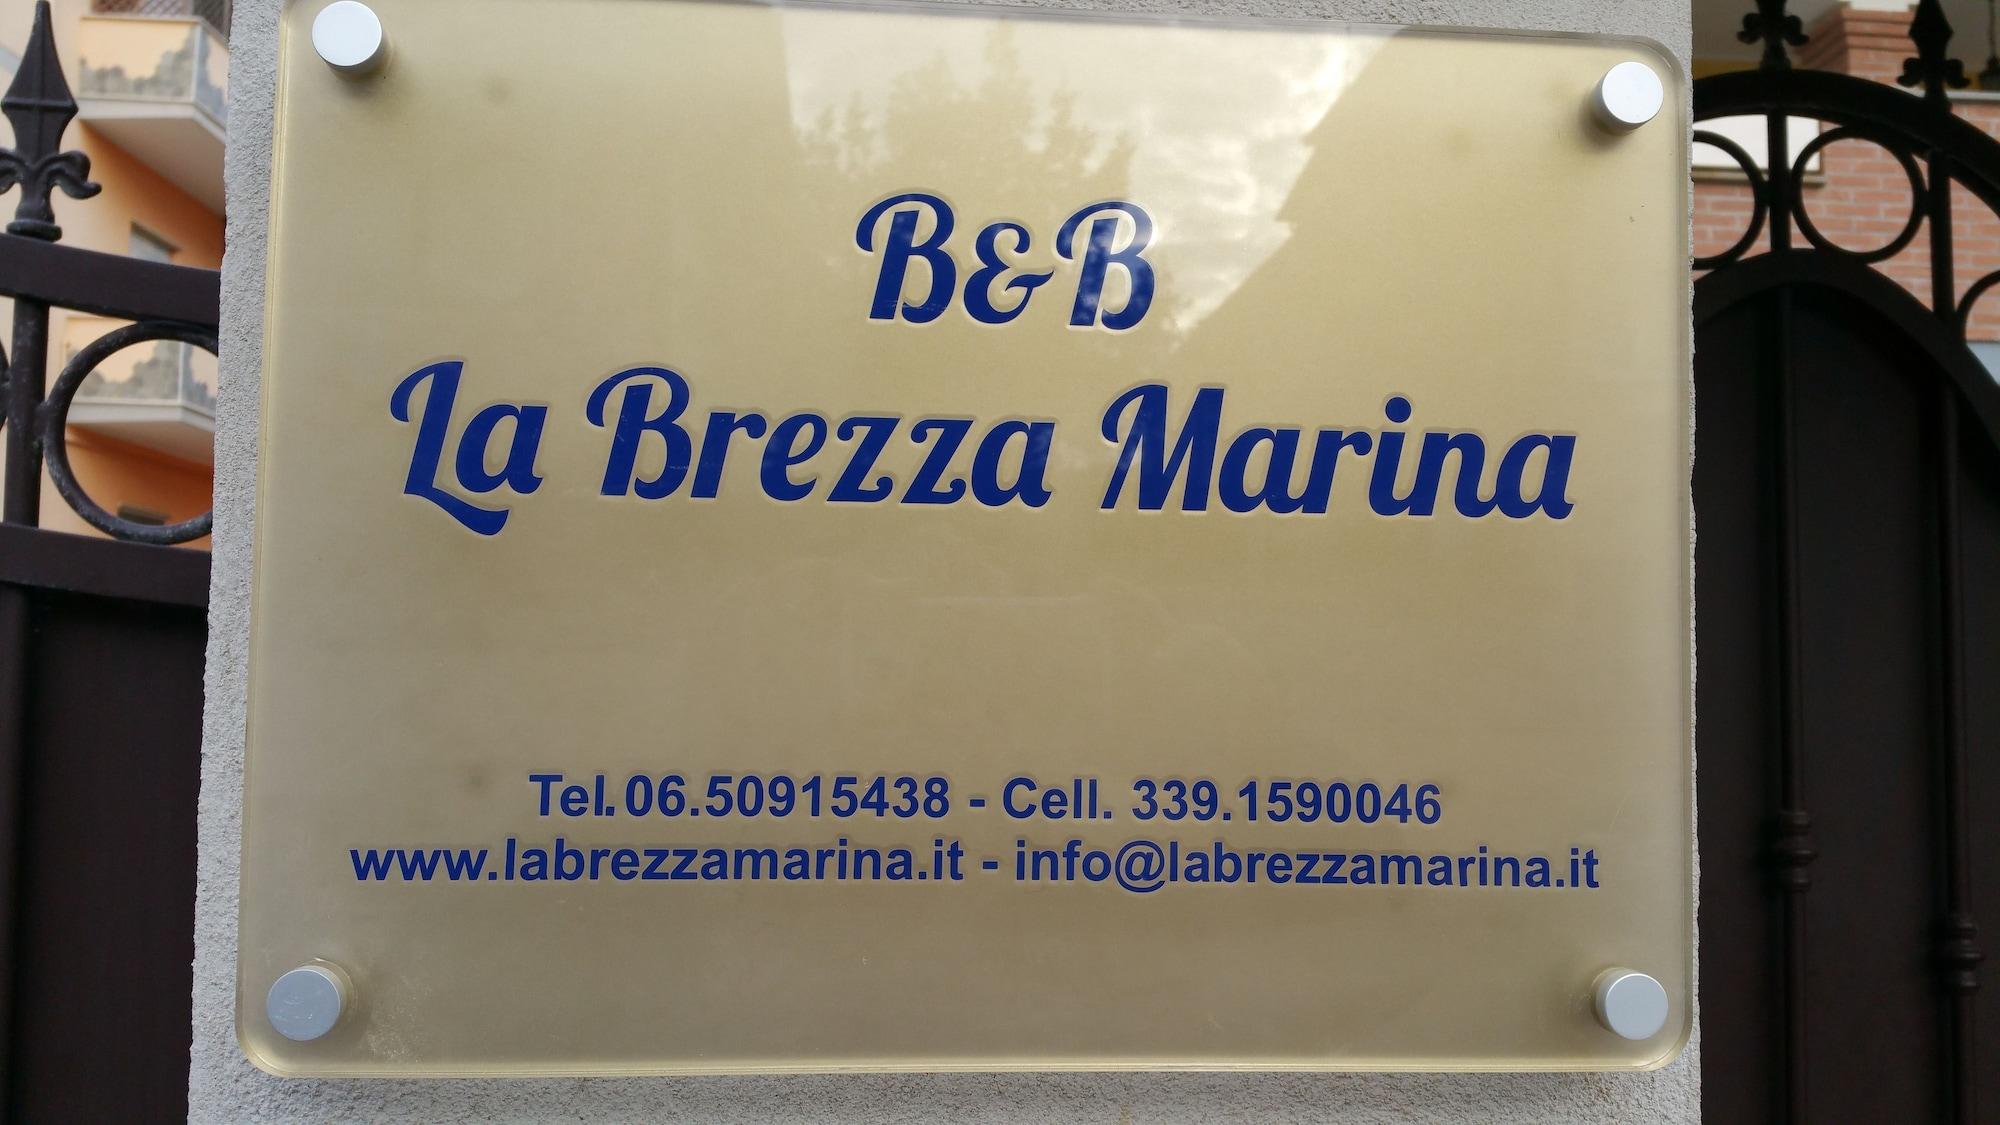 B&B
La Brezza Marina
Tel. 06.50915438 - Cell. 339.1590046
www.labrezzamarina.it - info@labrezzamarina.it